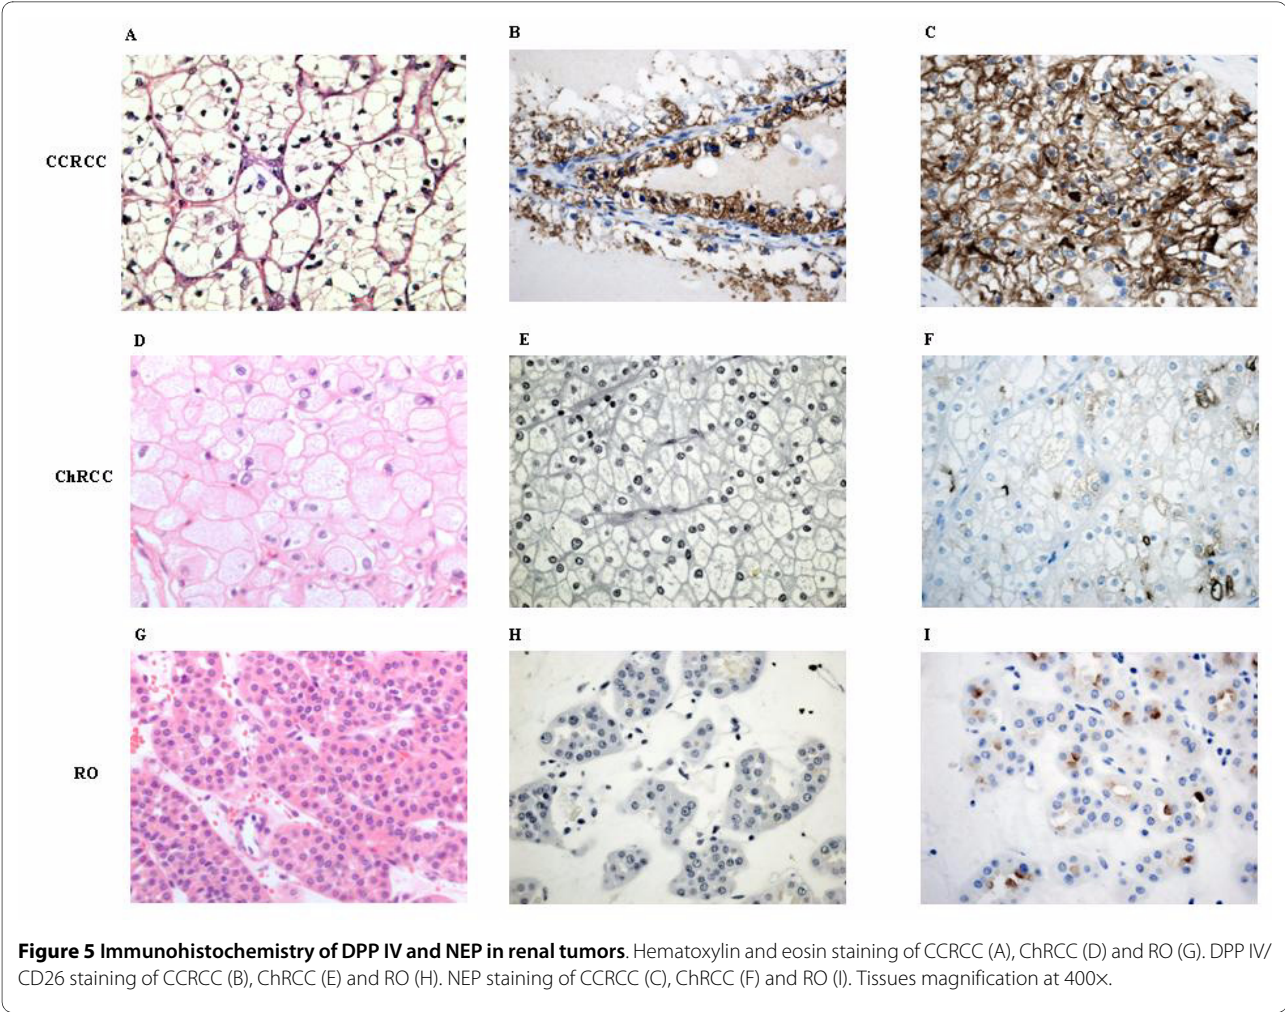 A
B
C
CCRCC
D
E
F
ChRCC
G
H
I
RO
Figure 5 Immunohistochemistry of DPP IV and NEP in renal tumors. Hematoxylin and eosin staining of CCRCC (A), ChRCC (D) and RO (G). DPP IV/
CD26 staining of CCRCC (B), ChRCC (E) and RO (H). NEP staining of CCRCC (C), ChRCC (F) and RO (I). Tissues magnification at 400×.